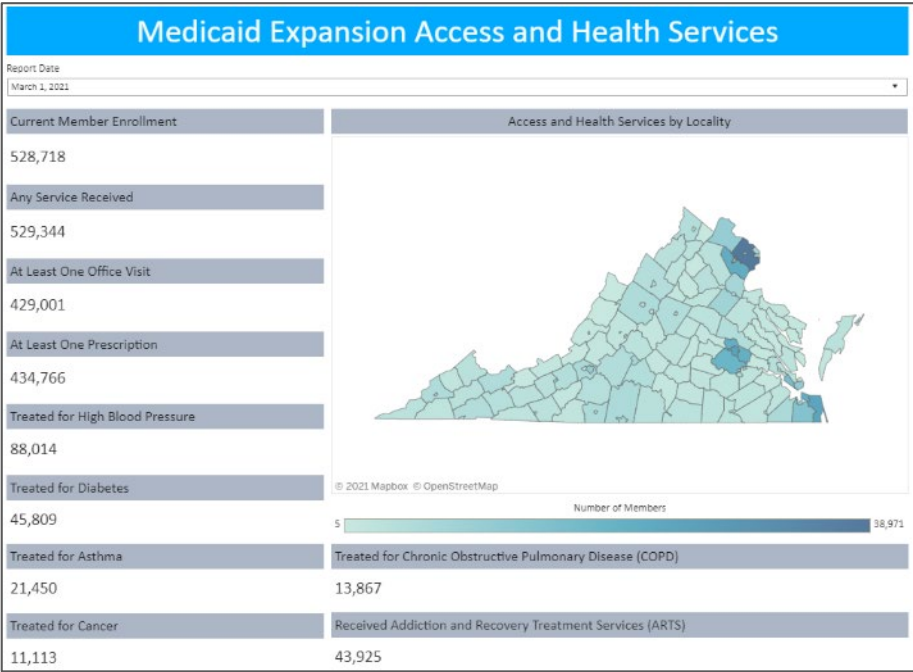 Medicaid Expansion Access and Health Services
Report Date
March 1, 2021
Current Member Enrollment
528,718
Any Service Received
529,344
At Least One Office Visit
429,001
At Least One Prescription
434,766
Treated for High Blood Pressure
88,014
Treated for Diabetes
45,809
Treated for Asthma
21,450
Treated for Cancer
11,113
Access and Health Services by Locality
© 2021 Mapbox © OpenStreetMap
Number of Members
5 38,971
Treated for Chronic Obstructive Pulmonary Disease (COPD)
13,867
Received Addiction and Recovery Treatment Services (ARTS)
43,925